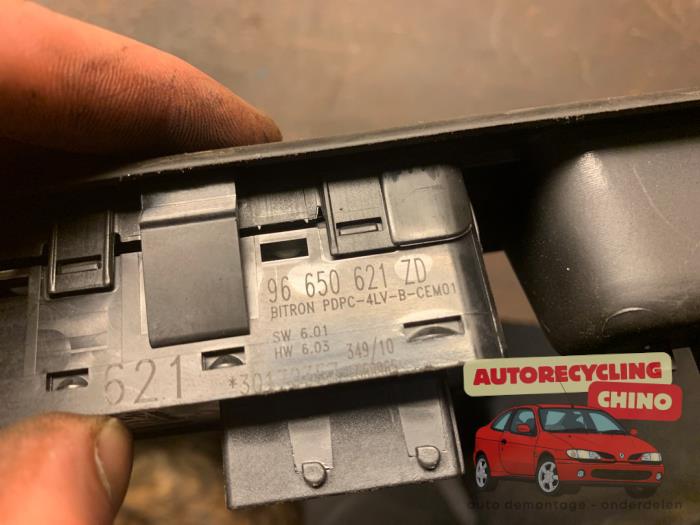 96 650 621 ZD
BITRON PDPC-4LV-B-CEM01
SW 6.01
HW 6.03 349/10
621
AUTORECYCLING
CHINO
auto demontage - onderdelen